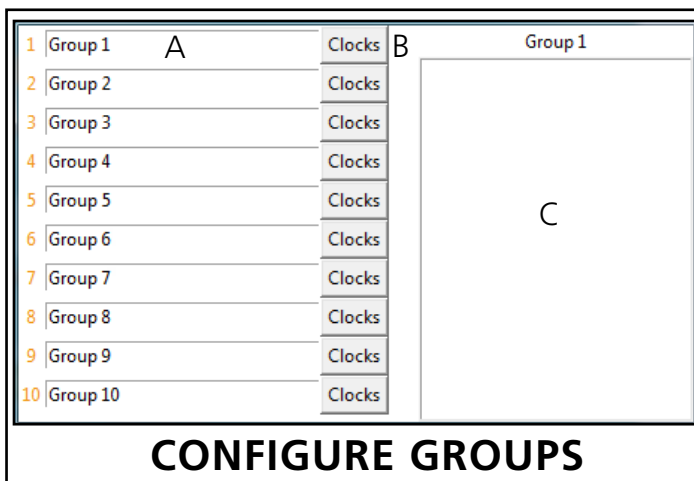 1 Group 1 A Clocks B Group 1
2 Group 2 Clocks
3 Group 3 Clocks
4 Group 4 Clocks
5 Group 5 Clocks C
6 Group 6 Clocks
7 Group 7 Clocks
8 Group 8 Clocks
9 Group 9 Clocks
10 Group 10 Clocks
CONFIGURE GROUPS